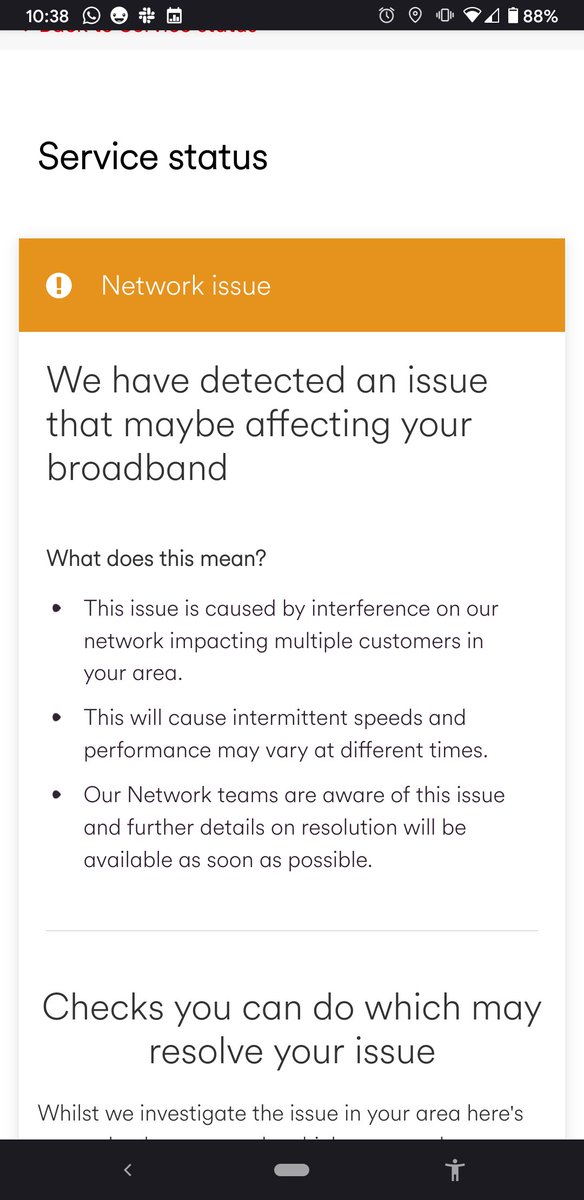 10:38
88%
Back to Service status
Service status
Network issue
We have detected an issue
that maybe affecting your
broadband
What does this mean?
• This issue is caused by interference on our
network impacting multiple customers in
your area.
• This will cause intermittent speeds and
performance may vary at different times.
• Our Network teams are aware of this issue
and further details on resolution will be
available as soon as possible.
Checks you can do which may
resolve your issue
Whilst we investigate the issue in your area here's